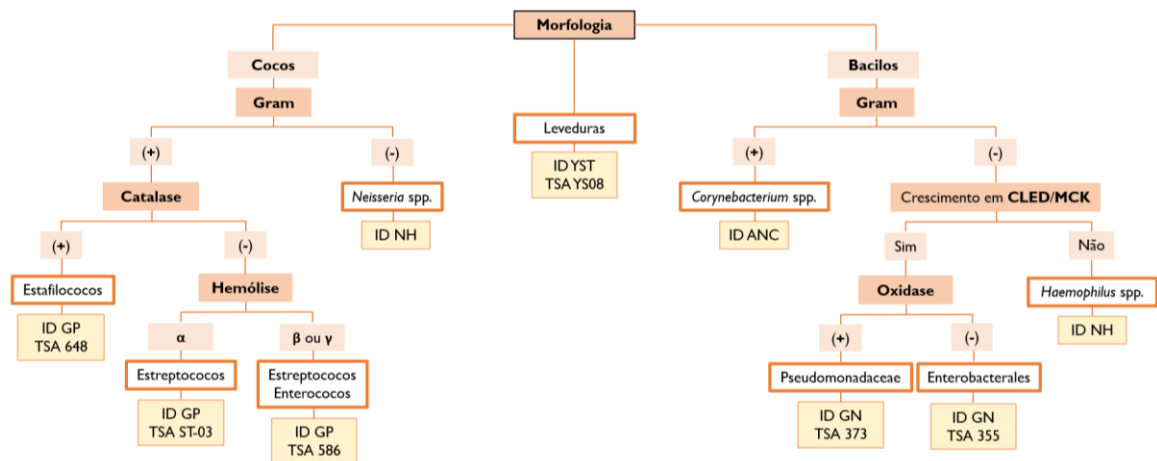 Morfologia
Cocos
Bacilos
Gram
Leveduras
Gram
ID YST
TSA YS08
(+)
(-)
(+)
(-)
Catalase
Neisseria spp.
Corynebacterium spp.
Crescimento em CLED/MCK
ID NH
ID ANC
(+)
(-)
Sim
Não
Estafilococos
Hemólise
Oxidase
Haemophilus spp.
ID GP
TSA 648
ID NH
α
β ou γ
(+)
(-)
Estreptococos
Estreptococos
Enterococos
Pseudomonadaceae
Enterobacterales
ID GP
TSA ST-03
ID GP
TSA 586
ID GN
TSA 373
ID GN
TSA 355